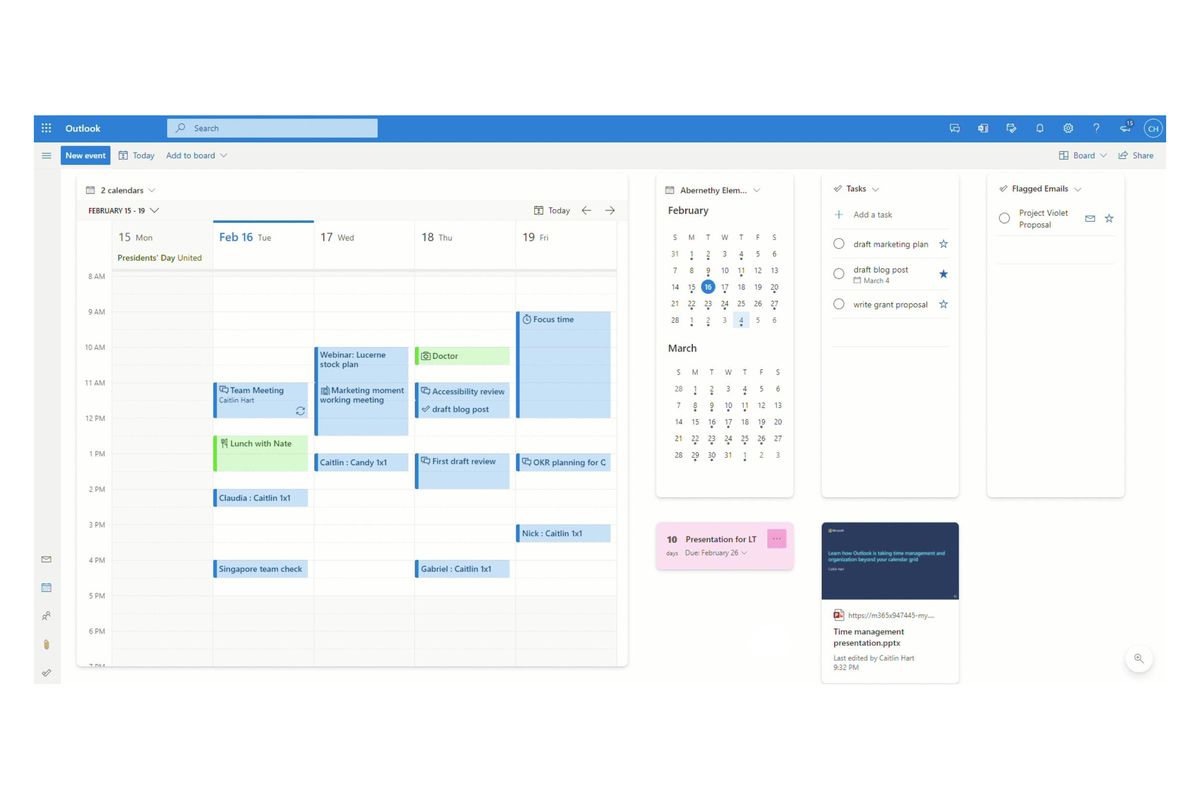 Outlook
Search
15
CH
New event
Today
Add to board
Board
Share
2 calendars
FEBRUARY 15 - 19
Today
15 Mon
Feb 16 Tue
17 Wed
18 Thu
19 Fri
Presidents' Day United
8 AM
9 AM
10 AM
11 AM
12 PM
1 PM
2 PM
3 PM
4 PM
5 PM
6 PM
7 PM
Team Meeting
Caitlin Hart
Lunch with Nate
Claudia : Caitlin 1x1
Singapore team check
Webinar: Lucerne
stock plan
Marketing moment
working meeting
Caitlin : Candy 1x1
Doctor
Accessibility review
draft blog post
First draft review
Gabriel : Caitlin 1x1
Focus time
OKR planning for C
Nick : Caitlin 1x1
Abernethy Elem...
February
S M T W T F S
31 1 2 3 4 5 6
7 8 9 10 11 12 13
14 15 16 17 18 19 20
21 22 23 24 25 26 27
28 1 2 3 4 5 6
March
S M T W T F S
28 1 2 3 4 5 6
7 8 9 10 11 12 13
14 15 16 17 18 19 20
21 22 23 24 25 26 27
28 29 30 31 1 2 3
Tasks
Add a task
draft marketing plan
draft blog post
March 4
write grant proposal
Flagged Emails
Project Violet
Proposal
10 Presentation for LT
days Due: February 26
Microsoft
Learn how Outlook is taking time management and
organization beyond your calendar grid
Caitlin Hart
https://m365x947445-my....
Time management
presentation.pptx
Last edited by Caitlin Hart
9:32 PM